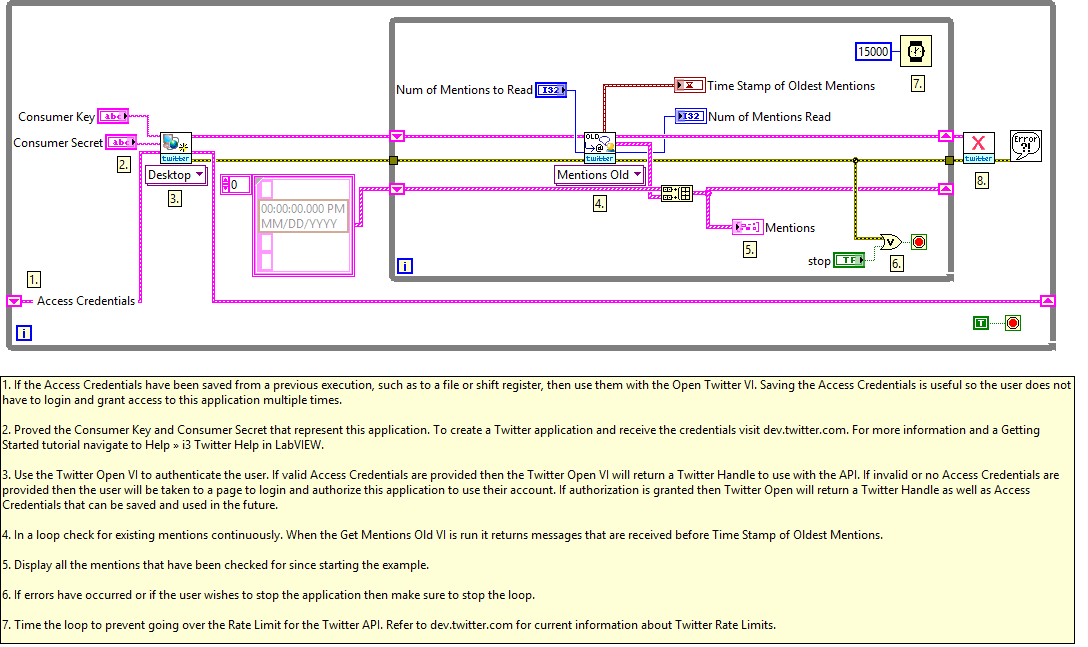 15000
7.
Num of Mentions to Read
I32
Time Stamp of Oldest Mentions
I32
Num of Mentions Read
Consumer Key
abc
Consumer Secret
abc
OLD
twitter
twitter
twitter
Error
?!
2.
Desktop
3.
0
Mentions Old
4.
8.
00:00:00.000 PM
MM/DD/YYYY
Mentions
5.
V
stop
TF
6.
i
1.
Access Credentials
T
i
1. If the Access Credentials have been saved from a previous execution, such as to a file or shift register, then use them with the Open Twitter VI. Saving the Access Credentials is useful so the user does not
have to login and grant access to this application multiple times.
2. Proved the Consumer Key and Consumer Secret that represent this application. To create a Twitter application and receive the credentials visit dev.twitter.com. For more information and a Getting
Started tutorial navigate to Help » i3 Twitter Help in LabVIEW.
3. Use the Twitter Open VI to authenticate the user. If valid Access Credentials are provided then the Twitter Open VI will return a Twitter Handle to use with the API. If invalid or no Access Credentials are
provided then the user will be taken to a page to login and authorize this application to use their account. If authorization is granted then Twitter Open will return a Twitter Handle as well as Access
Credentials that can be saved and used in the future.
4. In a loop check for existing mentions continuously. When the Get Mentions Old VI is run it returns messages that are received before Time Stamp of Oldest Mentions.
5. Display all the mentions that have been checked for since starting the example.
6. If errors have occurred or if the user wishes to stop the application then make sure to stop the loop.
7. Time the loop to prevent going over the Rate Limit for the Twitter API. Refer to dev.twitter.com for current information about Twitter Rate Limits.